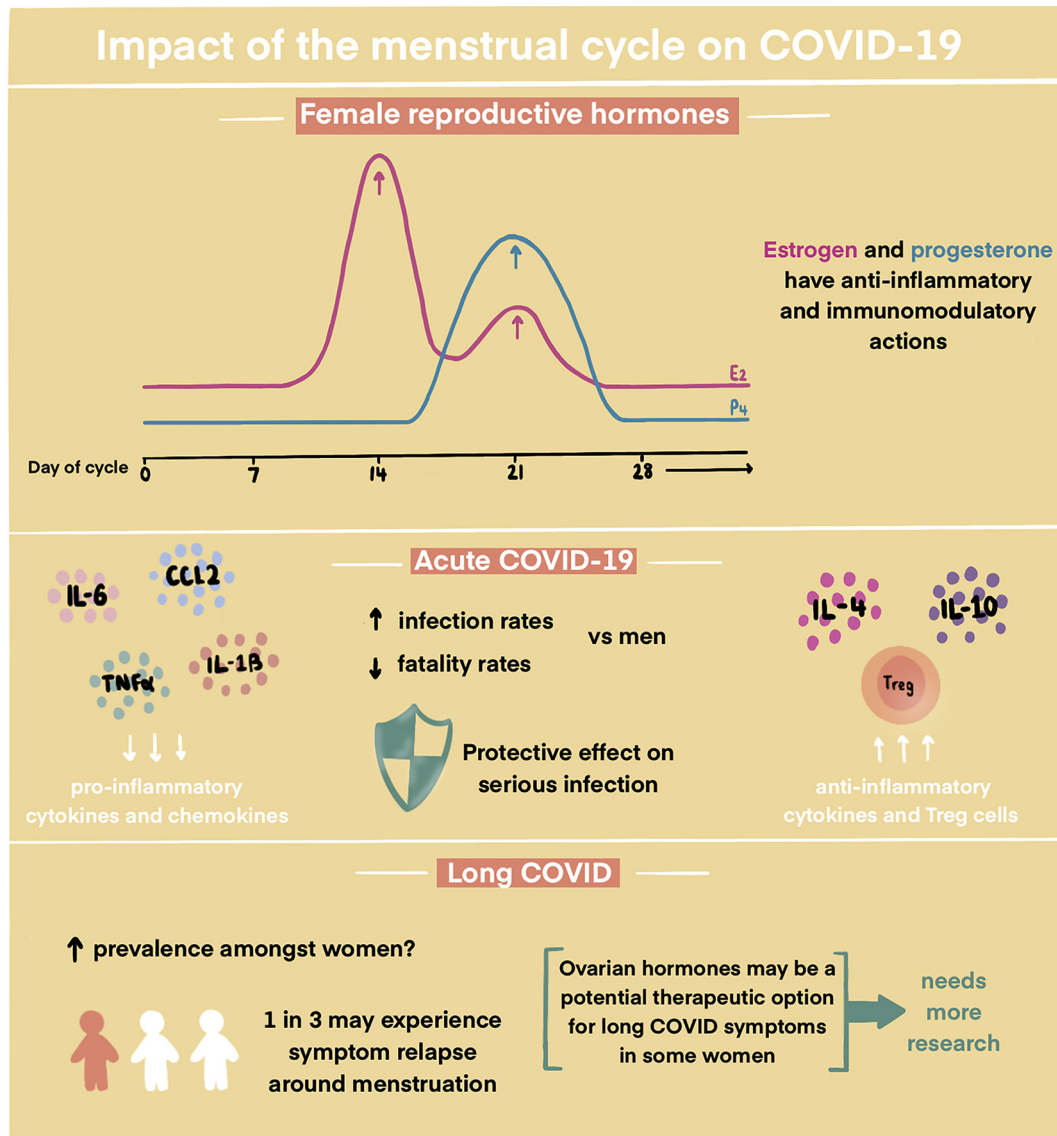 Impact of the menstrual cycle on COVID-19
Female reproductive hormones
Estrogen and progesterone
have anti-inflammatory
and immunomodulatory
actions
E2
P4
Day of cycle 0 7 14 21 28
Acute COVID-19
IL-6
CCL2
TNFα
IL-1β
↑ infection rates
↓ fatality rates
vs men
IL-4
IL-10
Treg
Protective effect on
serious infection
pro-inflammatory
cytokines and chemokines
anti-inflammatory
cytokines and Treg cells
Long COVID
↑ prevalence amongst women?
1 in 3 may experience
symptom relapse
around menstruation
Ovarian hormones may be a
potential therapeutic option
for long COVID symptoms
in some women
needs
more
research